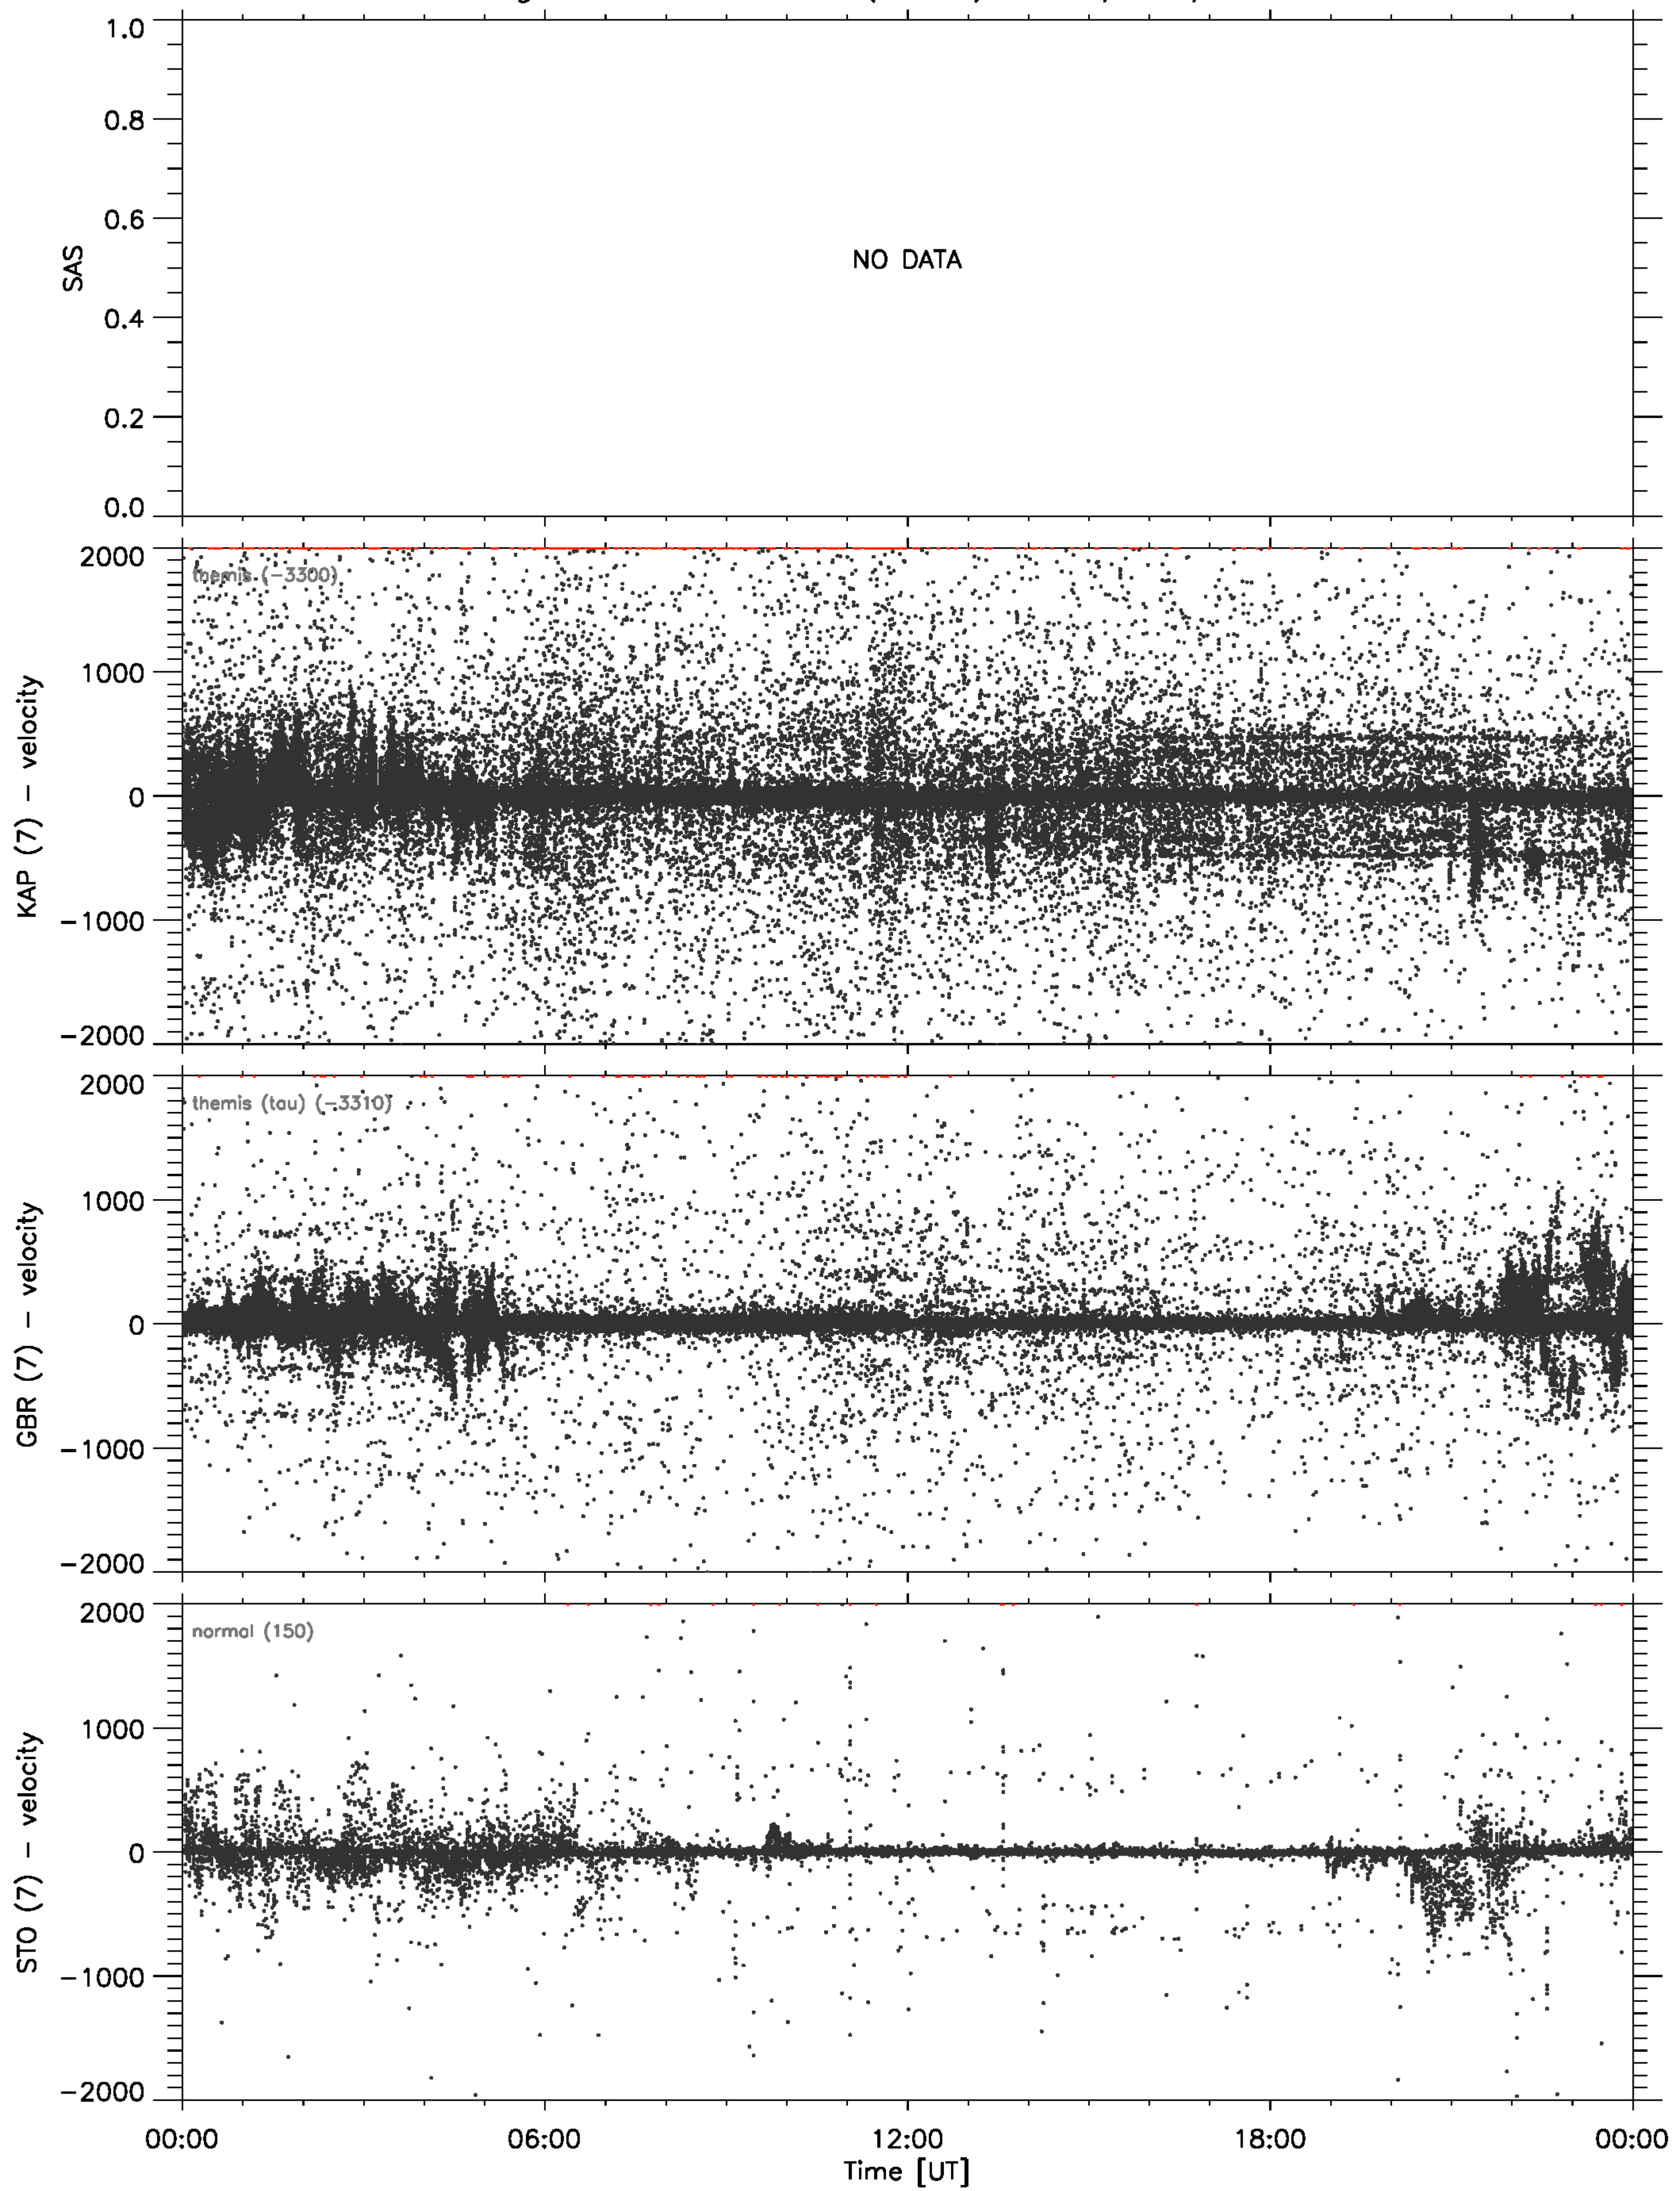 1.0
0.8
0.6
0.4
0.2
0.0
SAS
NO DATA
2000
1000
0
−1000
−2000
KAP (7) − velocity
themis (−3300)
2000
1000
0
−1000
−2000
GBR (7) − velocity
themis (tau) (−3310)
2000
1000
0
−1000
−2000
STO (7) − velocity
normal (150)
00:00 06:00 12:00 18:00 00:00
Time [UT]